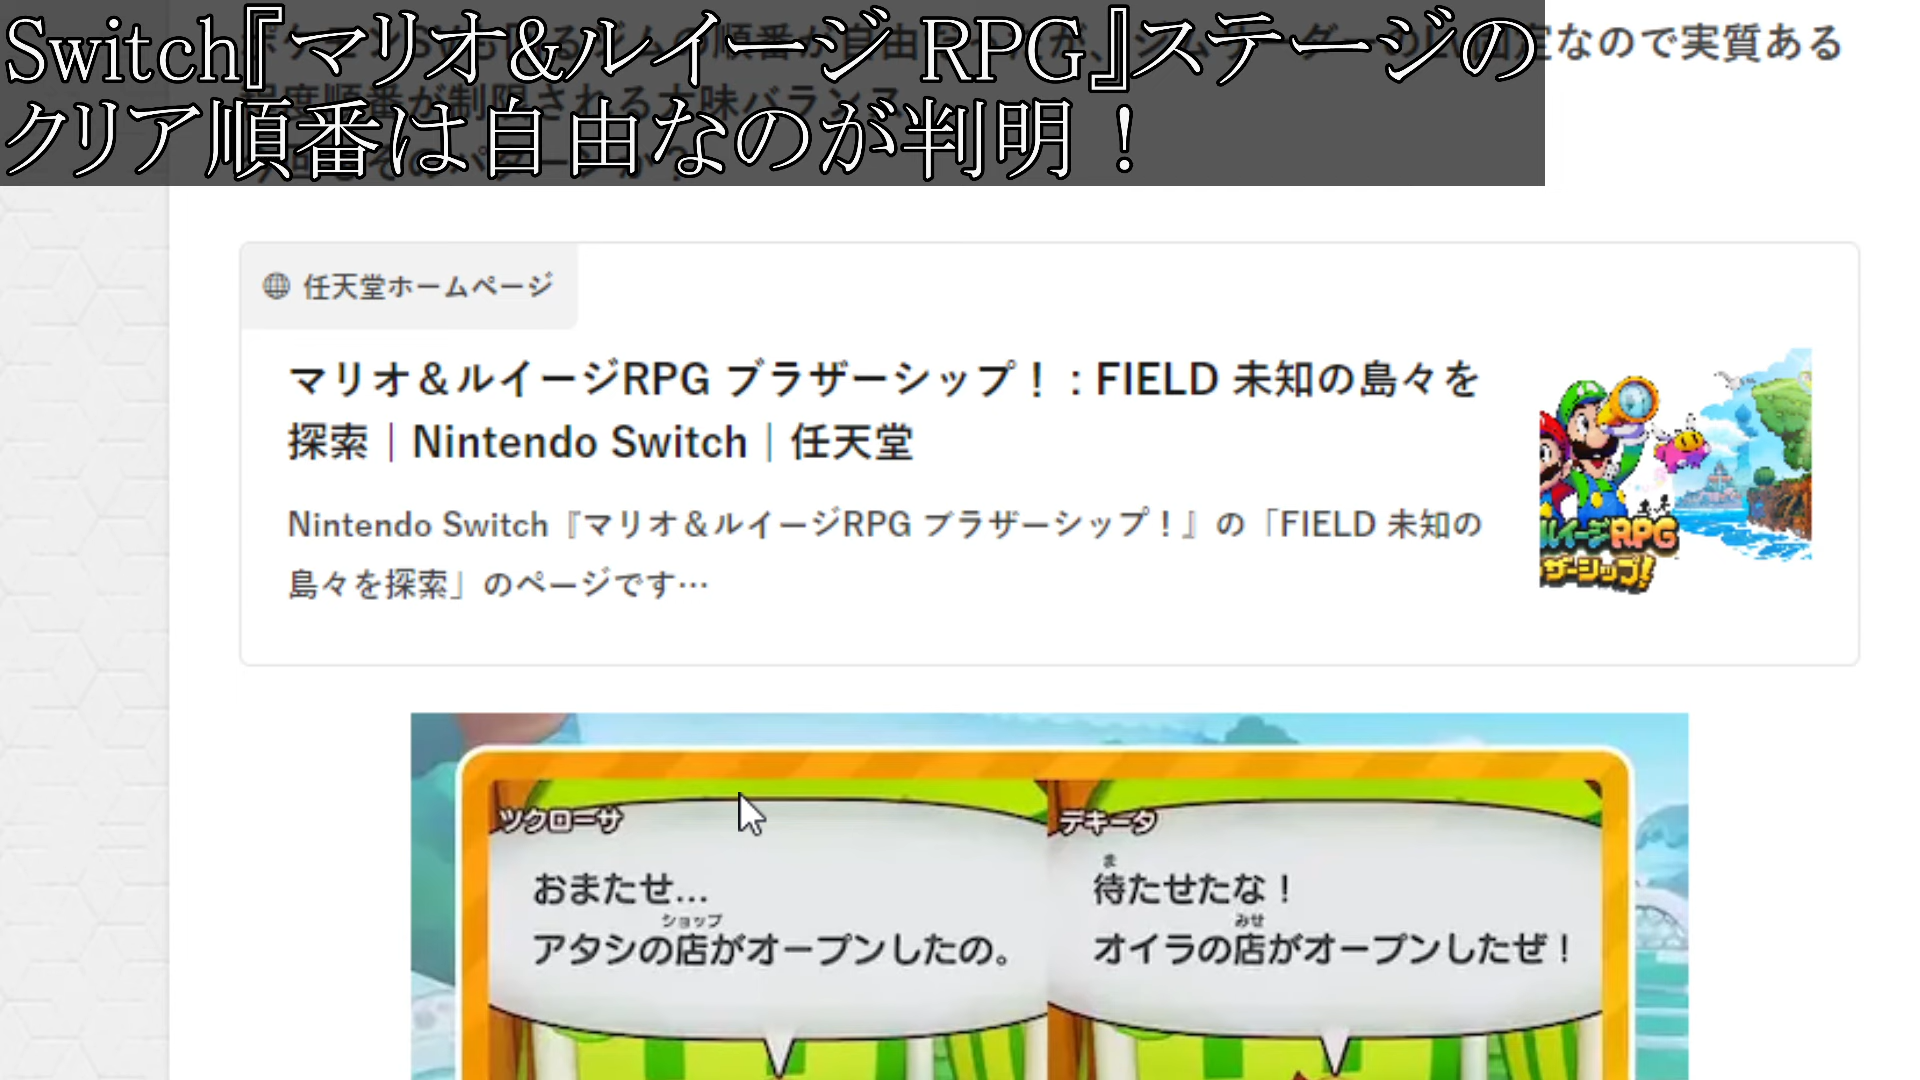 Switch『マリオ&ルイージ RPG』ステージの
クリア順番は自由なのが判明！
なので実質ある
任天堂ホームページ
マリオ＆ルイージRPG ブラザーシップ！ : FIELD 未知の島々を
探索｜Nintendo Switch｜任天堂
Nintendo Switch『マリオ＆ルイージRPG ブラザーシップ！』の「FIELD 未知の
島々を探索」のページです…
ルイージRPG
ザーシップ!
ツクローサ
おまたせ…
ショップ
アタシの店がオープンしたの。
デキータ
ま
待たせたな！
みせ
オイラの店がオープンしたぜ！